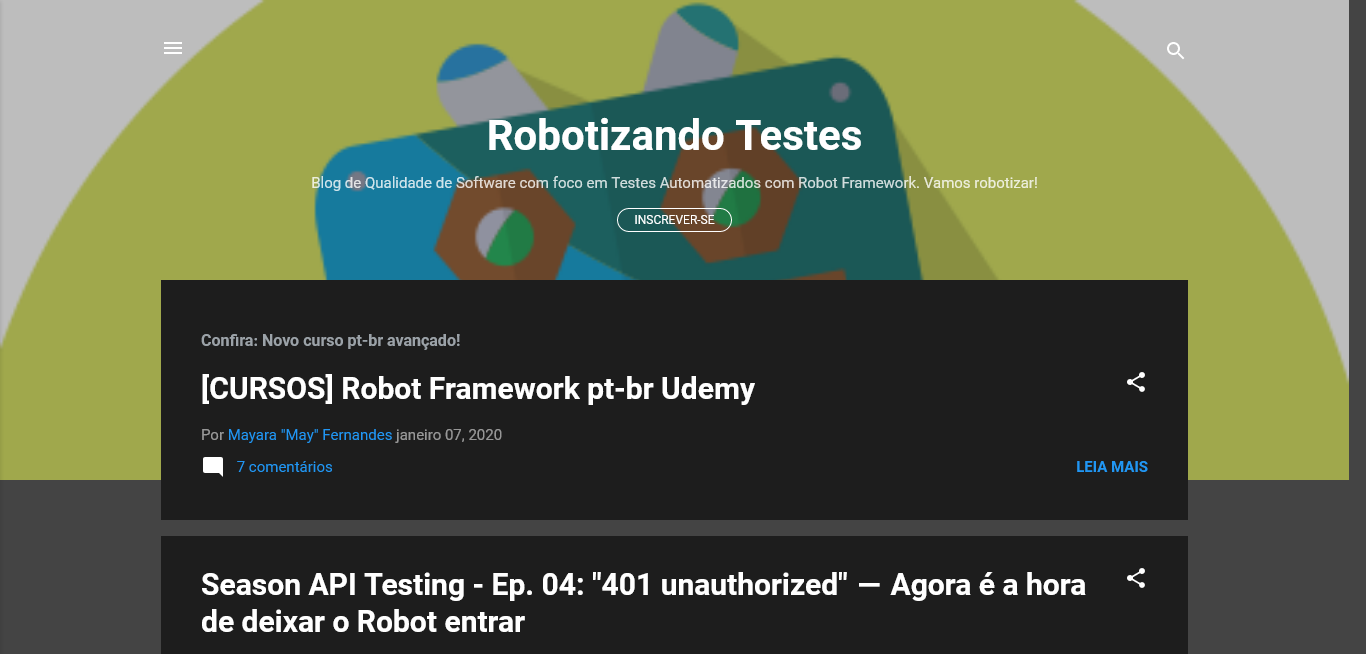 Robotizando Testes
Blog de Qualidade de Software com foco em Testes Automatizados com Robot Framework. Vamos robotizar!
INSCREVER-SE
Confira: Novo curso pt-br avançado!
[CURSOS] Robot Framework pt-br Udemy
Por Mayara "May" Fernandes janeiro 07, 2020
7 comentários
LEIA MAIS
Season API Testing - Ep. 04: "401 unauthorized" — Agora é a hora
de deixar o Robot entrar